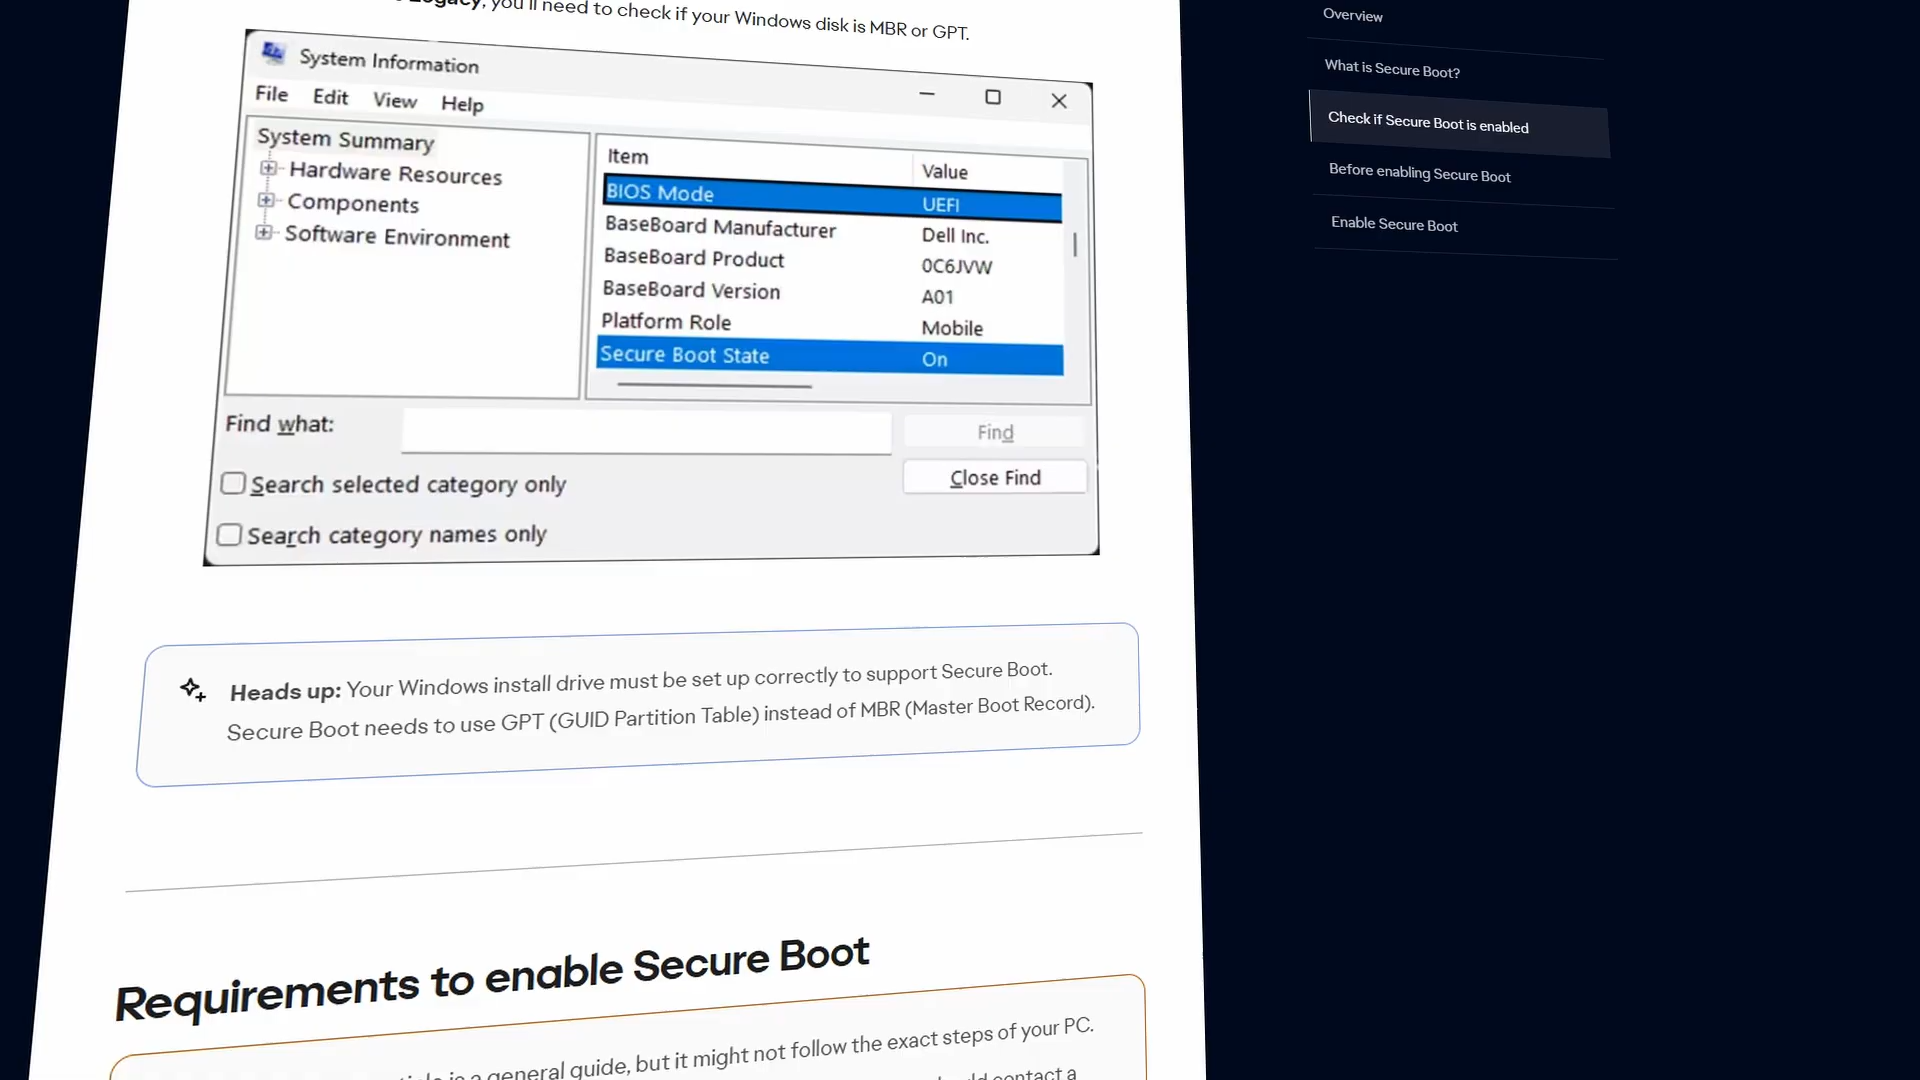 Legacy, you'll need to check if your Windows disk is MBR or GPT.
System Information
File Edit View Help
System Summary
Hardware Resources
Components
Software Environment
Item Value
BIOS Mode UEFI
BaseBoard Manufacturer Dell Inc.
BaseBoard Product 0C6JVW
BaseBoard Version A01
Platform Role Mobile
Secure Boot State On
Find what:
Find
Search selected category only
Close Find
Search category names only
Heads up: Your Windows install drive must be set up correctly to support Secure Boot.
Secure Boot needs to use GPT (GUID Partition Table) instead of MBR (Master Boot Record).
Requirements to enable Secure Boot
is a general guide, but it might not follow the exact steps of your PC.
contact a
Overview
What is Secure Boot?
Check if Secure Boot is enabled
Before enabling Secure Boot
Enable Secure Boot